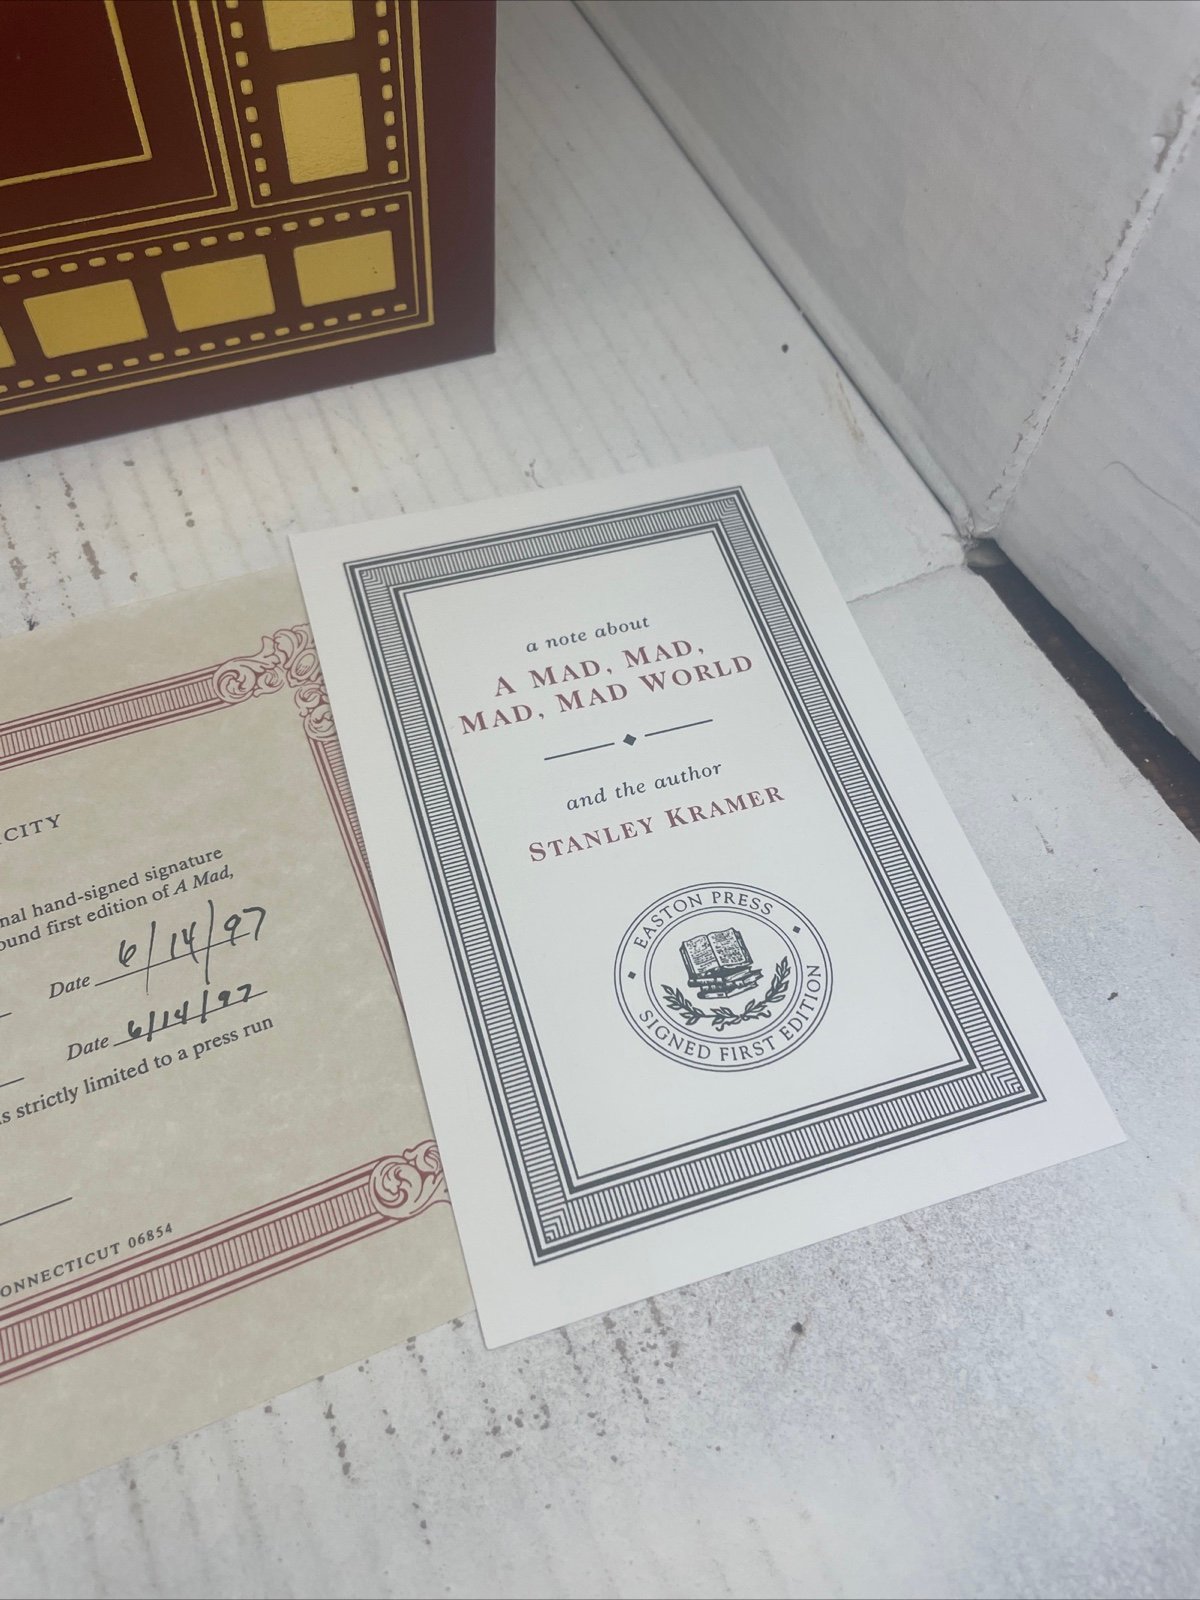 CITY
nal hand-signed signature
ound first edition of A Mad,
Date 6/14/97
Date 6/14/97
s strictly limited to a press run
ONNECTICUT 06854
a note about
A MAD, MAD,
MAD, MAD WORLD
and the author
STANLEY KRAMER
EASTON PRESS
SIGNED FIRST EDITION